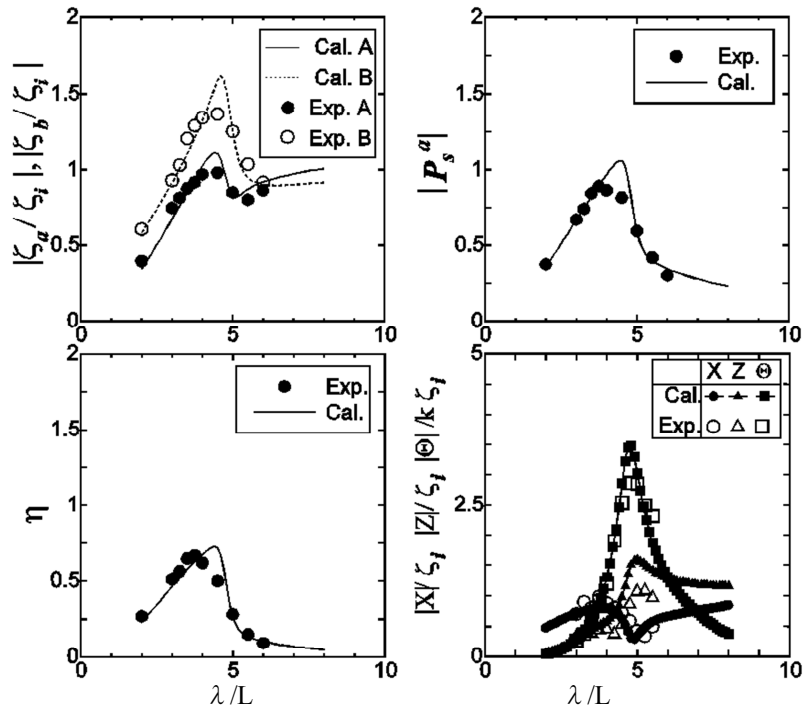 |ζa/ζi|,|ζb/ζi|
2
1.5
1
0.5
0
0 5 10
Cal. A
Cal. B
Exp. A
Exp. B
|Psᵃ|
2
1.5
1
0.5
0
0 5 10
Exp.
Cal.
η
2
1.5
1
0.5
0
0 5 10
λ/L
Exp.
Cal.
|X|/ζi |Z|/ζi |Θ|/kζi
5
2.5
0
0 5 10
λ/L
X Z Θ
Cal.
Exp.